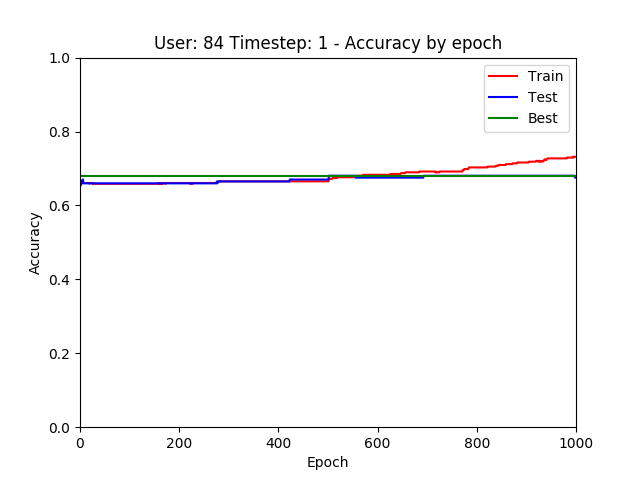 User: 84 Timestep: 1 - Accuracy by epoch
1.0
0.8
0.6
0.4
0.2
0.0
Accuracy
Train
Test
Best
0 200 400 600 800 1000
Epoch